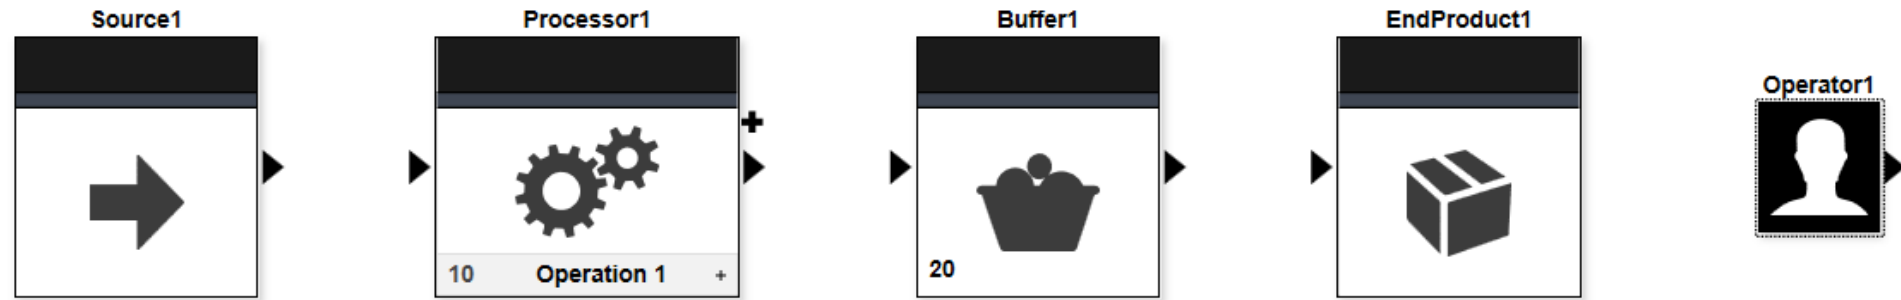 Source1
Processor1
Buffer1
EndProduct1
Operator1
10 Operation 1 +
20